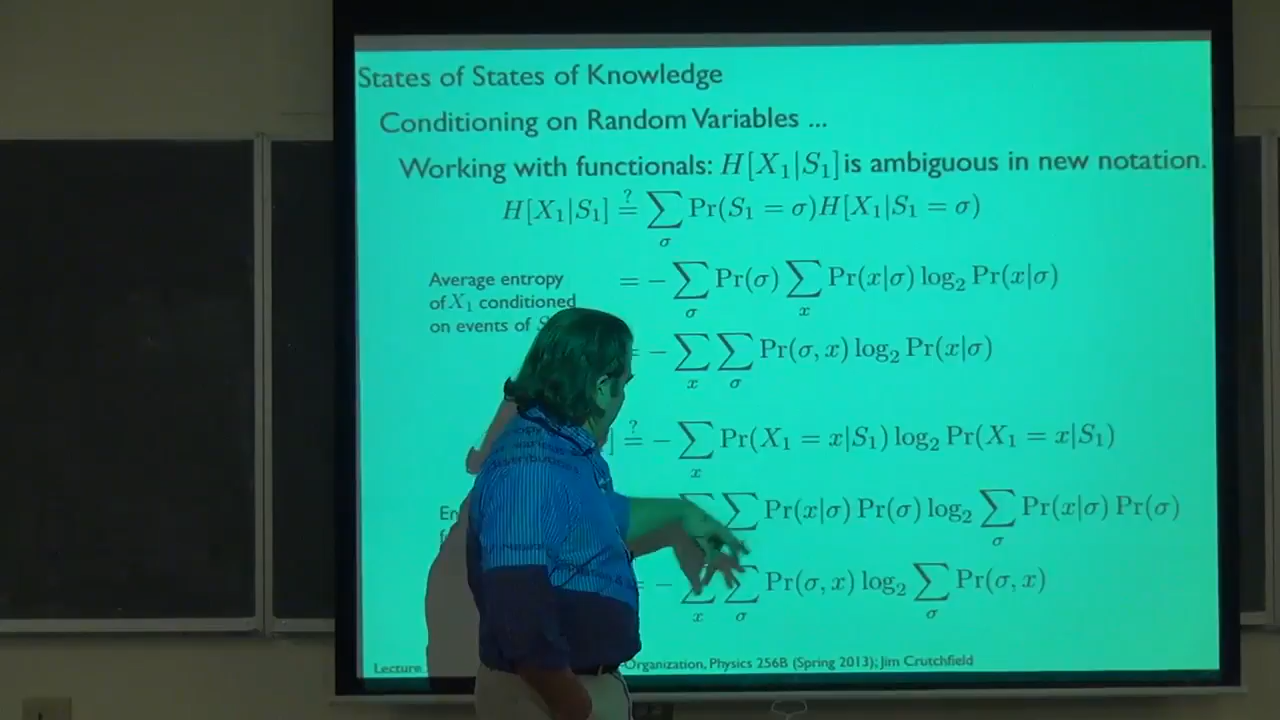 States of States of Knowledge
Conditioning on Random Variables ...
Working with functionals: H[X₁|S₁] is ambiguous in new notation.
H[X₁|S₁] ≟ ∑_σ Pr(S₁ = σ)H[X₁|S₁ = σ]
Average entropy
of X₁ conditioned
on events of
= − ∑_σ Pr(σ) ∑_x Pr(x|σ) log₂ Pr(x|σ)
= − ∑_x ∑_σ Pr(σ, x) log₂ Pr(x|σ)
] ≟ − ∑_x Pr(X₁ = x|S₁) log₂ Pr(X₁ = x|S₁)
∑ ∑ Pr(x|σ) Pr(σ) log₂ ∑_σ Pr(x|σ) Pr(σ)
= − ∑_x ∑_σ Pr(σ, x) log₂ ∑_σ Pr(σ, x)
Lecture -Organization, Physics 256B (Spring 2013); Jim Crutchfield